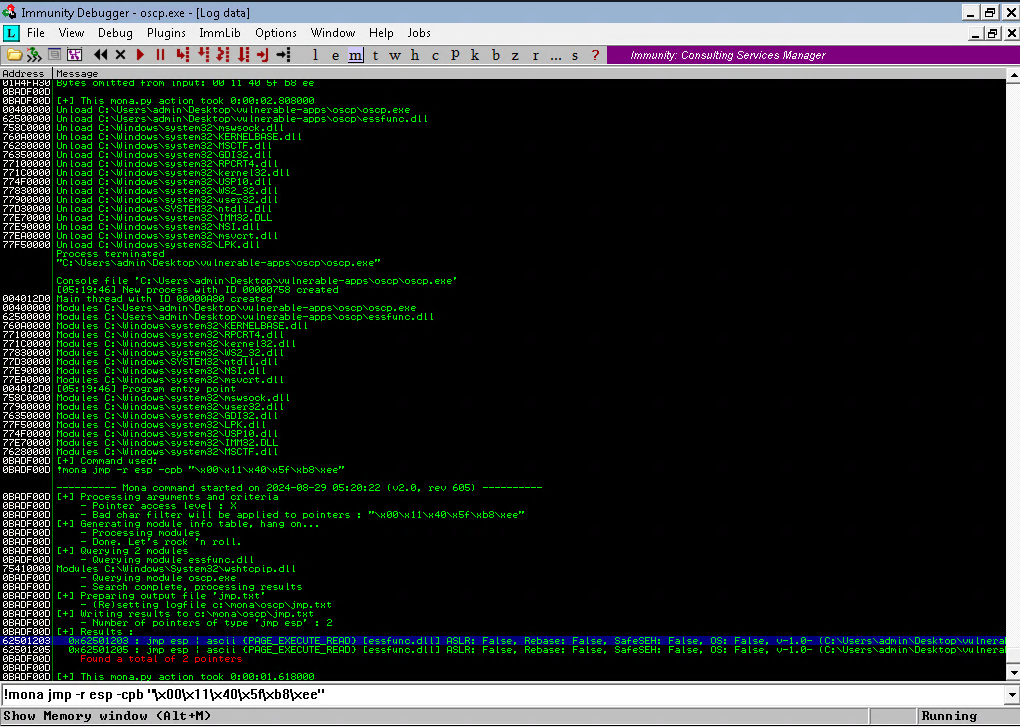 Immunity Debugger - oscp.exe - [Log data]
L File View Debug Plugins ImmLib Options Window Help Jobs
l e m t w h c p k b z r ... s ? Immunity: Consulting Services Manager
Address Message
01A4FA30 Bytes omitted from input: 00 11 40 5f b8 ee
0BADF00D
0BADF00D [+] This mona.py action took 0:00:02.808000
00400000 Unload C:\Users\admin\Desktop\vulnerable-apps\oscp\oscp.exe
62500000 Unload C:\Users\admin\Desktop\vulnerable-apps\oscp\essfunc.dll
758C0000 Unload C:\Windows\system32\mswsock.dll
760A0000 Unload C:\Windows\system32\KERNELBASE.dll
76280000 Unload C:\Windows\system32\MSCTF.dll
76350000 Unload C:\Windows\system32\GDI32.dll
77100000 Unload C:\Windows\system32\RPCRT4.dll
771C0000 Unload C:\Windows\system32\kernel32.dll
774F0000 Unload C:\Windows\system32\USP10.dll
77830000 Unload C:\Windows\system32\WS2_32.dll
77900000 Unload C:\Windows\system32\user32.dll
77D30000 Unload C:\Windows\SYSTEM32\ntdll.dll
77E70000 Unload C:\Windows\system32\IMM32.DLL
77E90000 Unload C:\Windows\system32\NSI.dll
77EA0000 Unload C:\Windows\system32\msvcrt.dll
77F50000 Unload C:\Windows\system32\LPK.dll
Process terminated
"C:\Users\admin\Desktop\vulnerable-apps\oscp\oscp.exe"
Console file 'C:\Users\admin\Desktop\vulnerable-apps\oscp\oscp.exe'
[05:19:46] New process with ID 00000758 created
004012D0 Main thread with ID 00000A80 created
00400000 Modules C:\Users\admin\Desktop\vulnerable-apps\oscp\oscp.exe
62500000 Modules C:\Users\admin\Desktop\vulnerable-apps\oscp\essfunc.dll
760A0000 Modules C:\Windows\system32\KERNELBASE.dll
77100000 Modules C:\Windows\system32\RPCRT4.dll
771C0000 Modules C:\Windows\system32\kernel32.dll
77830000 Modules C:\Windows\system32\WS2_32.dll
77D30000 Modules C:\Windows\SYSTEM32\ntdll.dll
77E90000 Modules C:\Windows\system32\NSI.dll
77EA0000 Modules C:\Windows\system32\msvcrt.dll
004012D0 [05:19:46] Program entry point
758C0000 Modules C:\Windows\system32\mswsock.dll
77900000 Modules C:\Windows\system32\user32.dll
76350000 Modules C:\Windows\system32\GDI32.dll
77F50000 Modules C:\Windows\system32\LPK.dll
774F0000 Modules C:\Windows\system32\USP10.dll
77E70000 Modules C:\Windows\system32\IMM32.DLL
76280000 Modules C:\Windows\system32\MSCTF.dll
0BADF00D [+] Command used:
0BADF00D !mona jmp -r esp -cpb "\x00\x11\x40\x5f\xb8\xee"
---------- Mona command started on 2024-08-29 05:20:22 (v2.0, rev 605) ----------
0BADF00D [+] Processing arguments and criteria
0BADF00D - Pointer access level : X
0BADF00D - Bad char filter will be applied to pointers : "\x00\x11\x40\x5f\xb8\xee"
0BADF00D [+] Generating module info table, hang on...
0BADF00D - Processing modules
0BADF00D - Done. Let's rock 'n roll.
0BADF00D [+] Querying 2 modules
0BADF00D - Querying module essfunc.dll
75410000 Modules C:\Windows\System32\wshtcpip.dll
0BADF00D - Querying module oscp.exe
0BADF00D - Search complete, processing results
0BADF00D [+] Preparing output file 'jmp.txt'
0BADF00D - (Re)setting logfile c:\mona\oscp\jmp.txt
0BADF00D [+] Writing results to c:\mona\oscp\jmp.txt
0BADF00D - Number of pointers of type 'jmp esp' : 2
0BADF00D [+] Results :
62501203 0x62501203 : jmp esp | ascii {PAGE_EXECUTE_READ} [essfunc.dll] ASLR: False, Rebase: False, SafeSEH: False, OS: False, v-1.0- (C:\Users\admin\Desktop\vulnera
62501205 0x62501205 : jmp esp | ascii {PAGE_EXECUTE_READ} [essfunc.dll] ASLR: False, Rebase: False, SafeSEH: False, OS: False, v-1.0- (C:\Users\admin\Desktop\vulnera
0BADF00D Found a total of 2 pointers
0BADF00D
0BADF00D [+] This mona.py action took 0:00:01.618000
!mona jmp -r esp -cpb "\x00\x11\x40\x5f\xb8\xee"
Show Memory window (Alt+M) Running